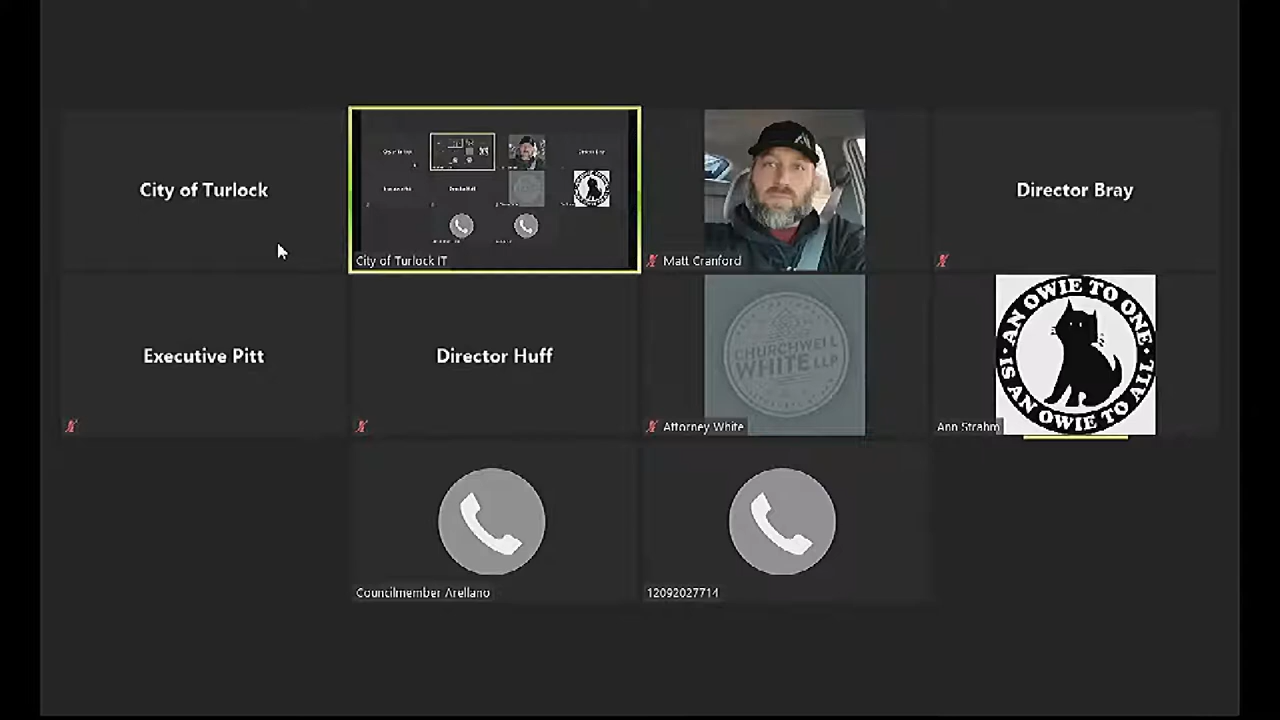 City of Turlock
City of Turlock IT
Matt Cranford
Director Bray
Executive Pitt
Director Huff
CHURCHWELL
WHITE LLP
Attorney White
AN OWIE TO ONE
IS AN OWIE TO ALL
Ann Strahm
Councilmember Arellano
12092027714